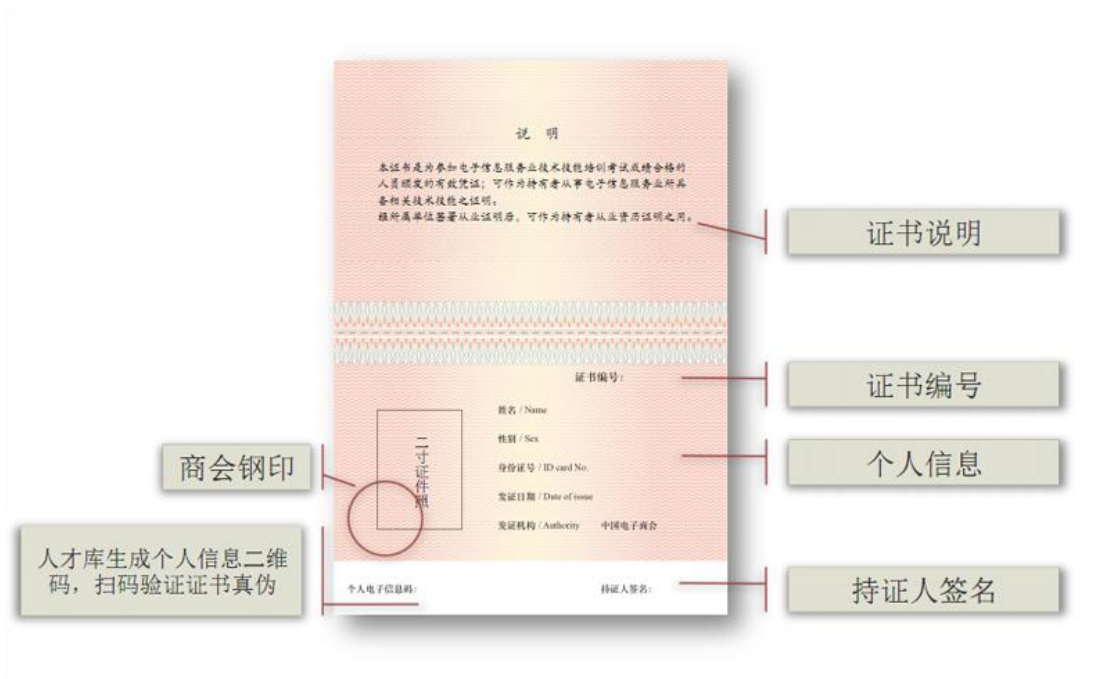 说 明
本证书是为参加电子信息服务业技术技能培训考试成绩合格的
人员颁发的有效凭证；可作为持有者从事电子信息服务业所具
备相关技术技能之证明。
经所属单位签署从业证明后，可作为持有者从业资历证明之用。
证书说明
证书编号：
证书编号
姓名 / Name
性别 / Sex
身份证号 / ID card No.
发证日期 / Date of issue
发证机构 / Authority 中国电子商会
二寸证件照
个人信息
商会钢印
人才库生成个人信息二维
码，扫码验证证书真伪
个人电子信息码：
持证人签名：
持证人签名